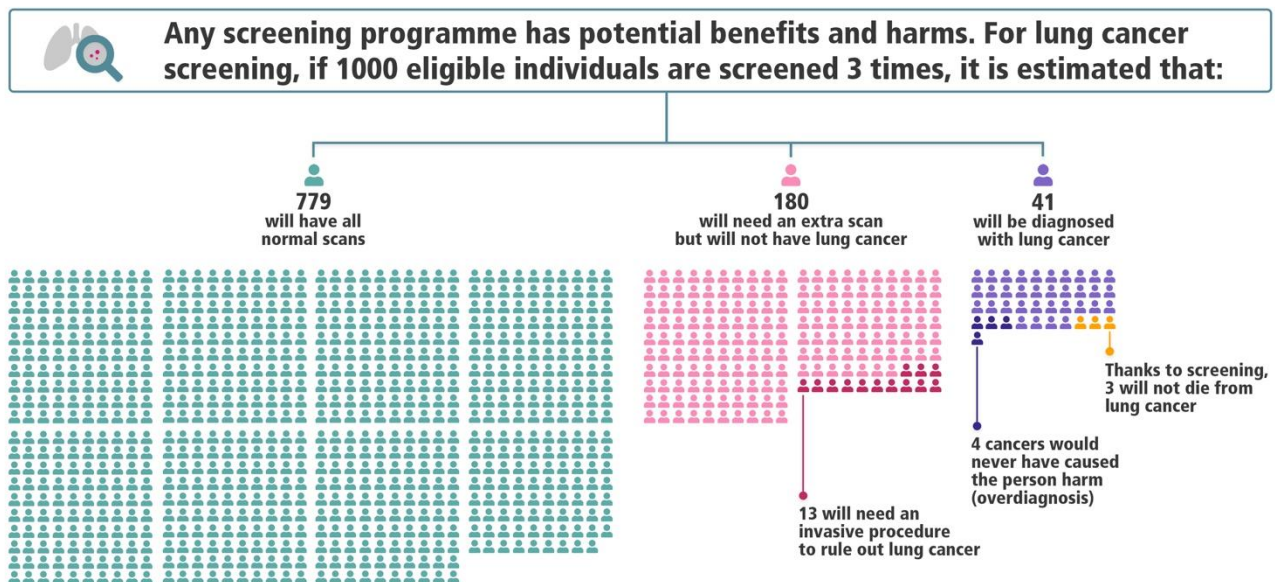 Any screening programme has potential benefits and harms. For lung cancer
screening, if 1000 eligible individuals are screened 3 times, it is estimated that:
779
will have all
normal scans
180
will need an extra scan
but will not have lung cancer
41
will be diagnosed
with lung cancer
Thanks to screening,
3 will not die from
lung cancer
4 cancers would
never have caused
the person harm
(overdiagnosis)
13 will need an
invasive procedure
to rule out lung cancer